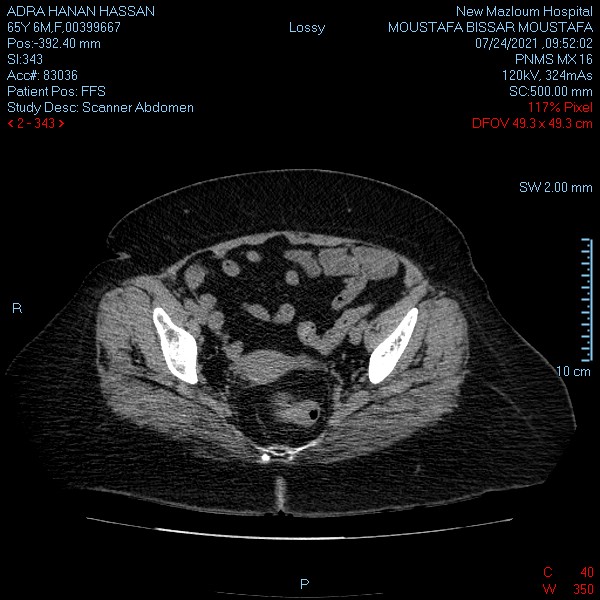 ADRA HANAN HASSAN
65Y 6M,F,00399667
Pos:-392.40 mm
SI:343
Acc#: 83036
Patient Pos: FFS
Study Desc: Scanner Abdomen
< 2 - 343 >
Lossy
New Mazloum Hospital
MOUSTAFA BISSAR MOUSTAFA
07/24/2021 ,09:52:02
PNMS MX 16
120kV, 324mAs
SC:500.00 mm
117% Pixel
DFOV 49.3 x 49.3 cm
SW 2.00 mm
R
10 cm
P
C 40
W 350